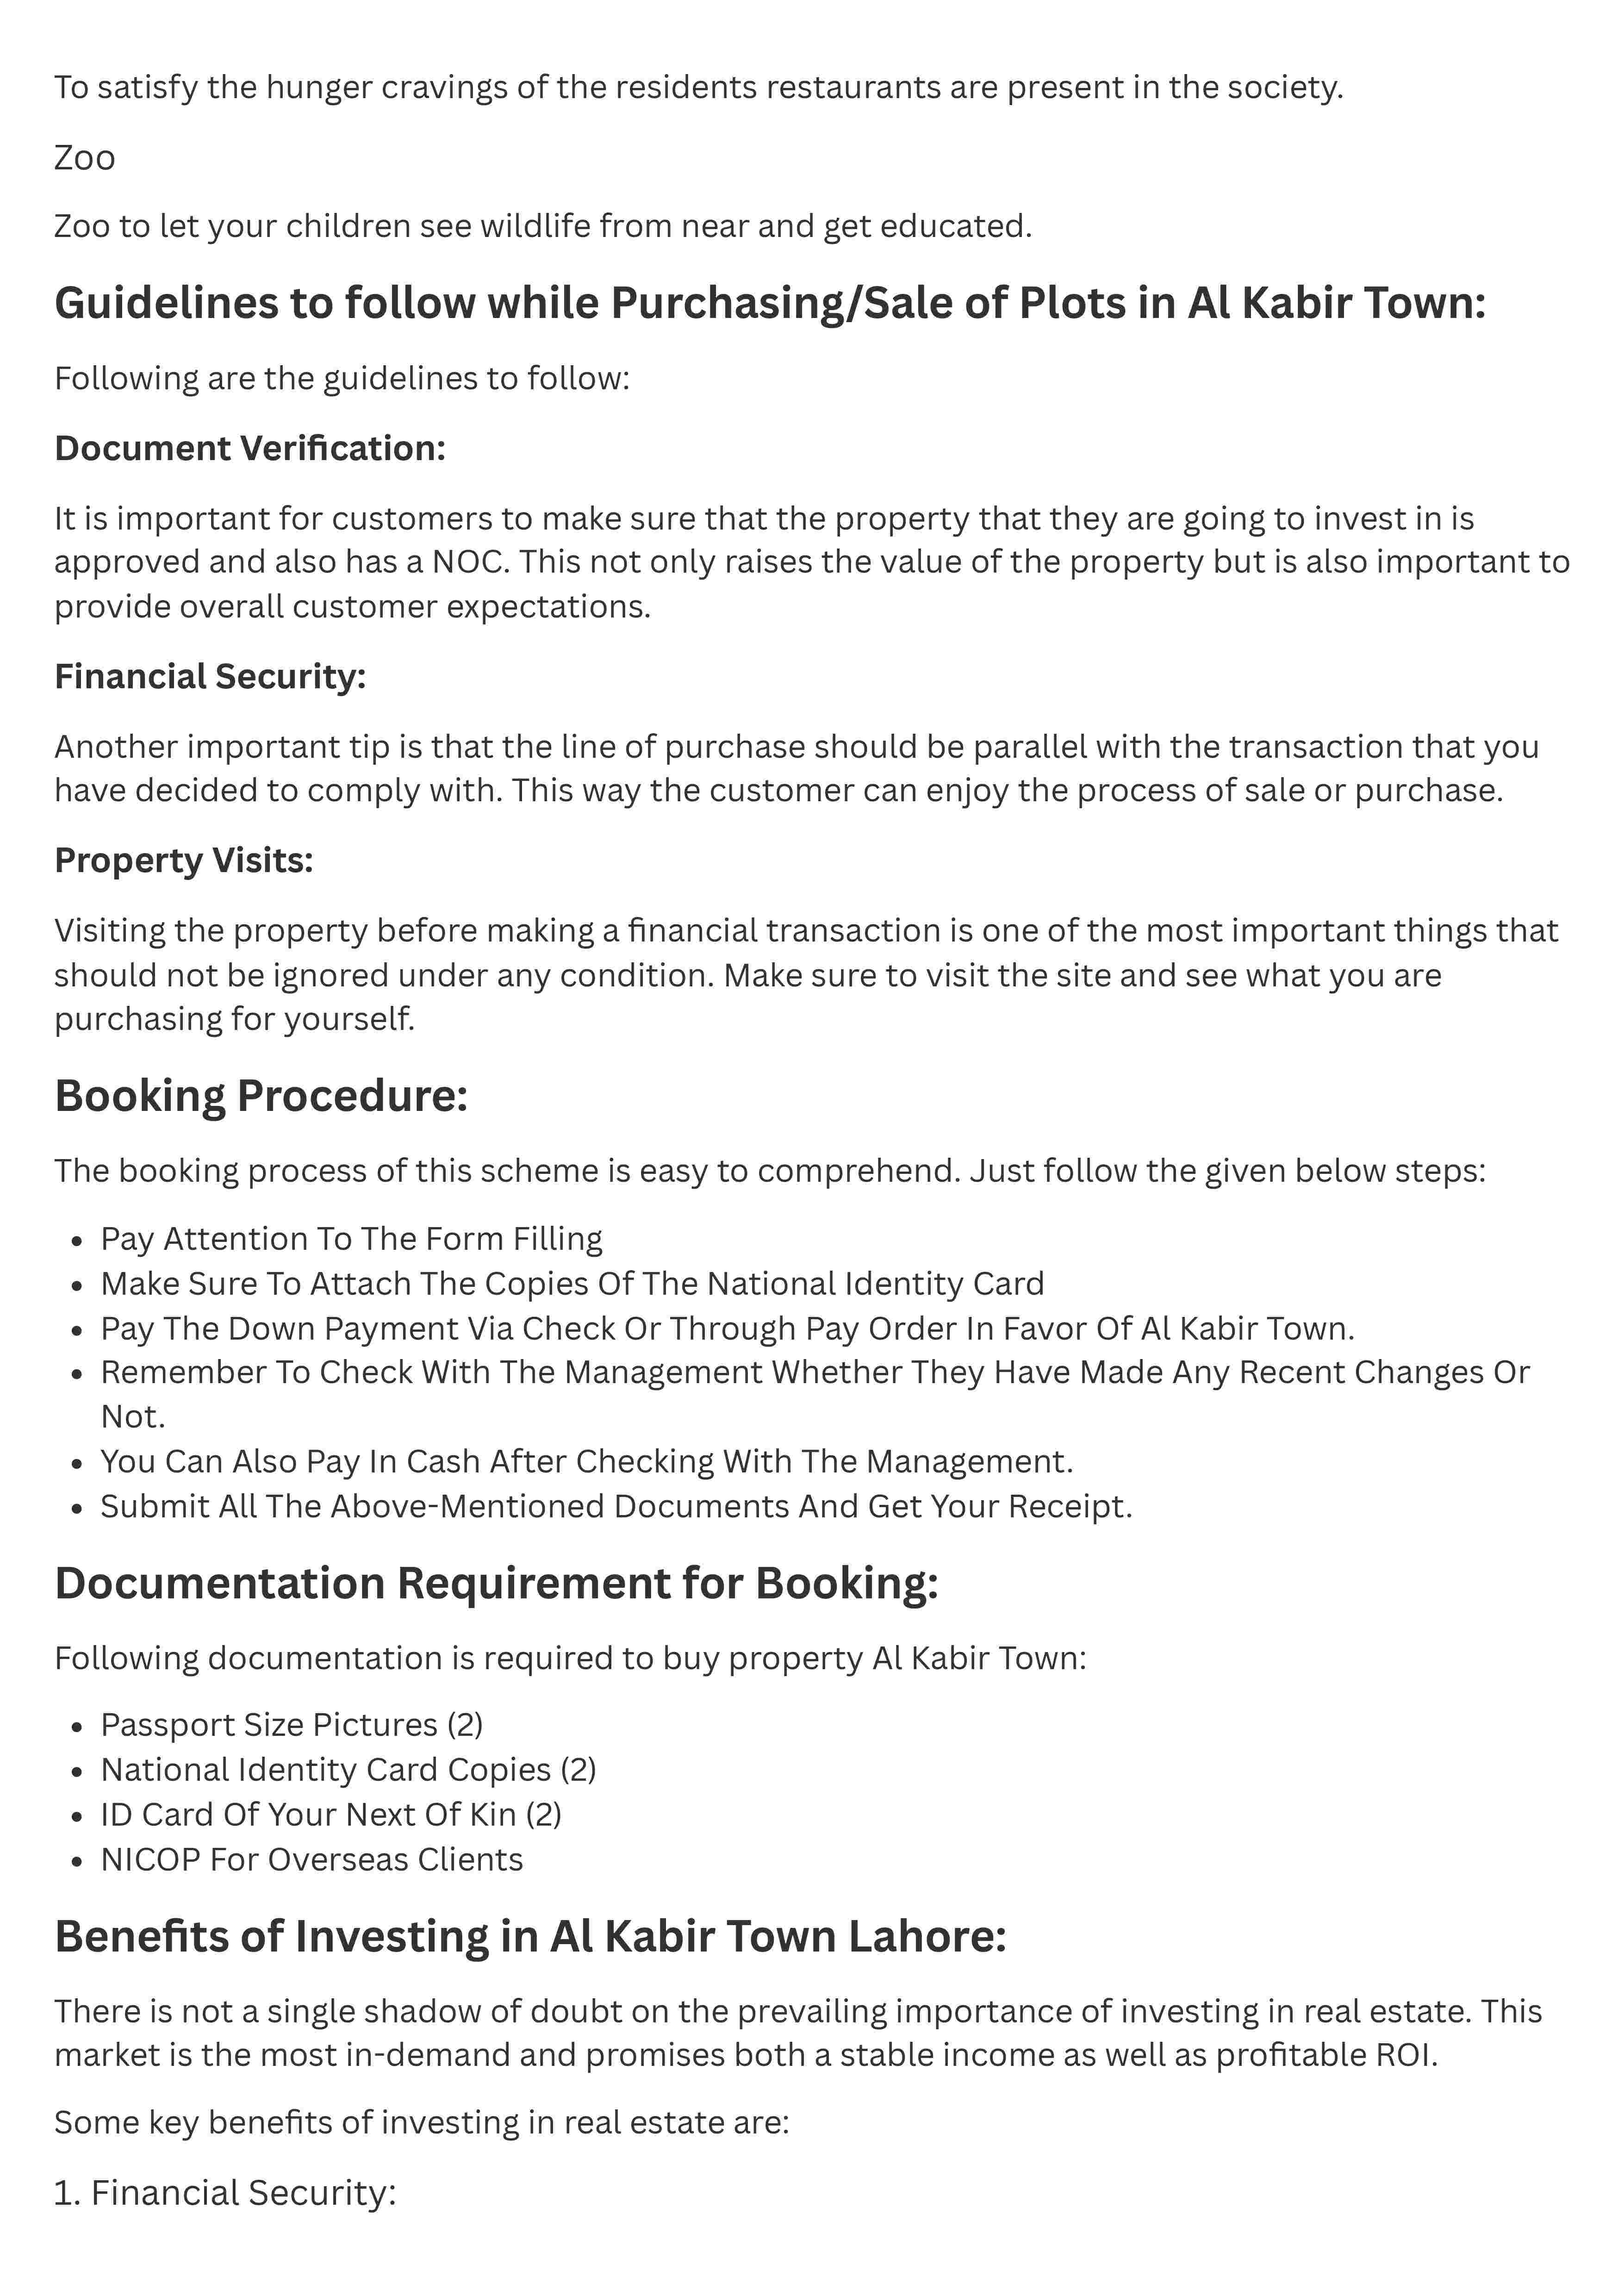 To satisfy the hunger cravings of the residents restaurants are present in the society.
Zoo
Zoo to let your children see wildlife from near and get educated.
Guidelines to follow while Purchasing/Sale of Plots in Al Kabir Town:
Following are the guidelines to follow:
Document Verification:
It is important for customers to make sure that the property that they are going to invest in is
approved and also has a NOC. This not only raises the value of the property but is also important to
provide overall customer expectations.
Financial Security:
Another important tip is that the line of purchase should be parallel with the transaction that you
have decided to comply with. This way the customer can enjoy the process of sale or purchase.
Property Visits:
Visiting the property before making a financial transaction is one of the most important things that
should not be ignored under any condition. Make sure to visit the site and see what you are
purchasing for yourself.
Booking Procedure:
The booking process of this scheme is easy to comprehend. Just follow the given below steps:
• Pay Attention To The Form Filling
• Make Sure To Attach The Copies Of The National Identity Card
• Pay The Down Payment Via Check Or Through Pay Order In Favor Of Al Kabir Town.
• Remember To Check With The Management Whether They Have Made Any Recent Changes Or
Not.
• You Can Also Pay In Cash After Checking With The Management.
• Submit All The Above-Mentioned Documents And Get Your Receipt.
Documentation Requirement for Booking:
Following documentation is required to buy property Al Kabir Town:
• Passport Size Pictures (2)
• National Identity Card Copies (2)
• ID Card Of Your Next Of Kin (2)
• NICOP For Overseas Clients
Benefits of Investing in Al Kabir Town Lahore:
There is not a single shadow of doubt on the prevailing importance of investing in real estate. This
market is the most in-demand and promises both a stable income as well as profitable ROI.
Some key benefits of investing in real estate are:
1. Financial Security: